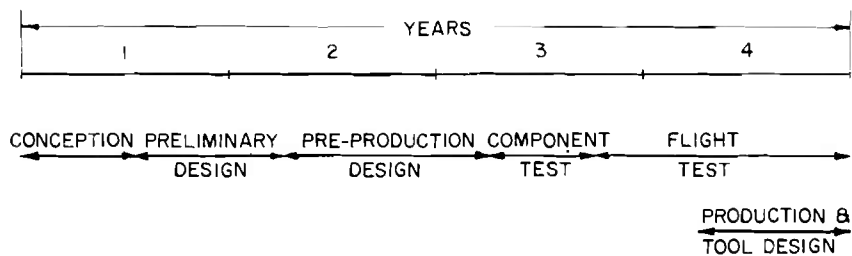 YEARS
1 2 3 4
CONCEPTION PRELIMINARY PRE-PRODUCTION COMPONENT FLIGHT
DESIGN DESIGN TEST TEST
PRODUCTION &
TOOL DESIGN